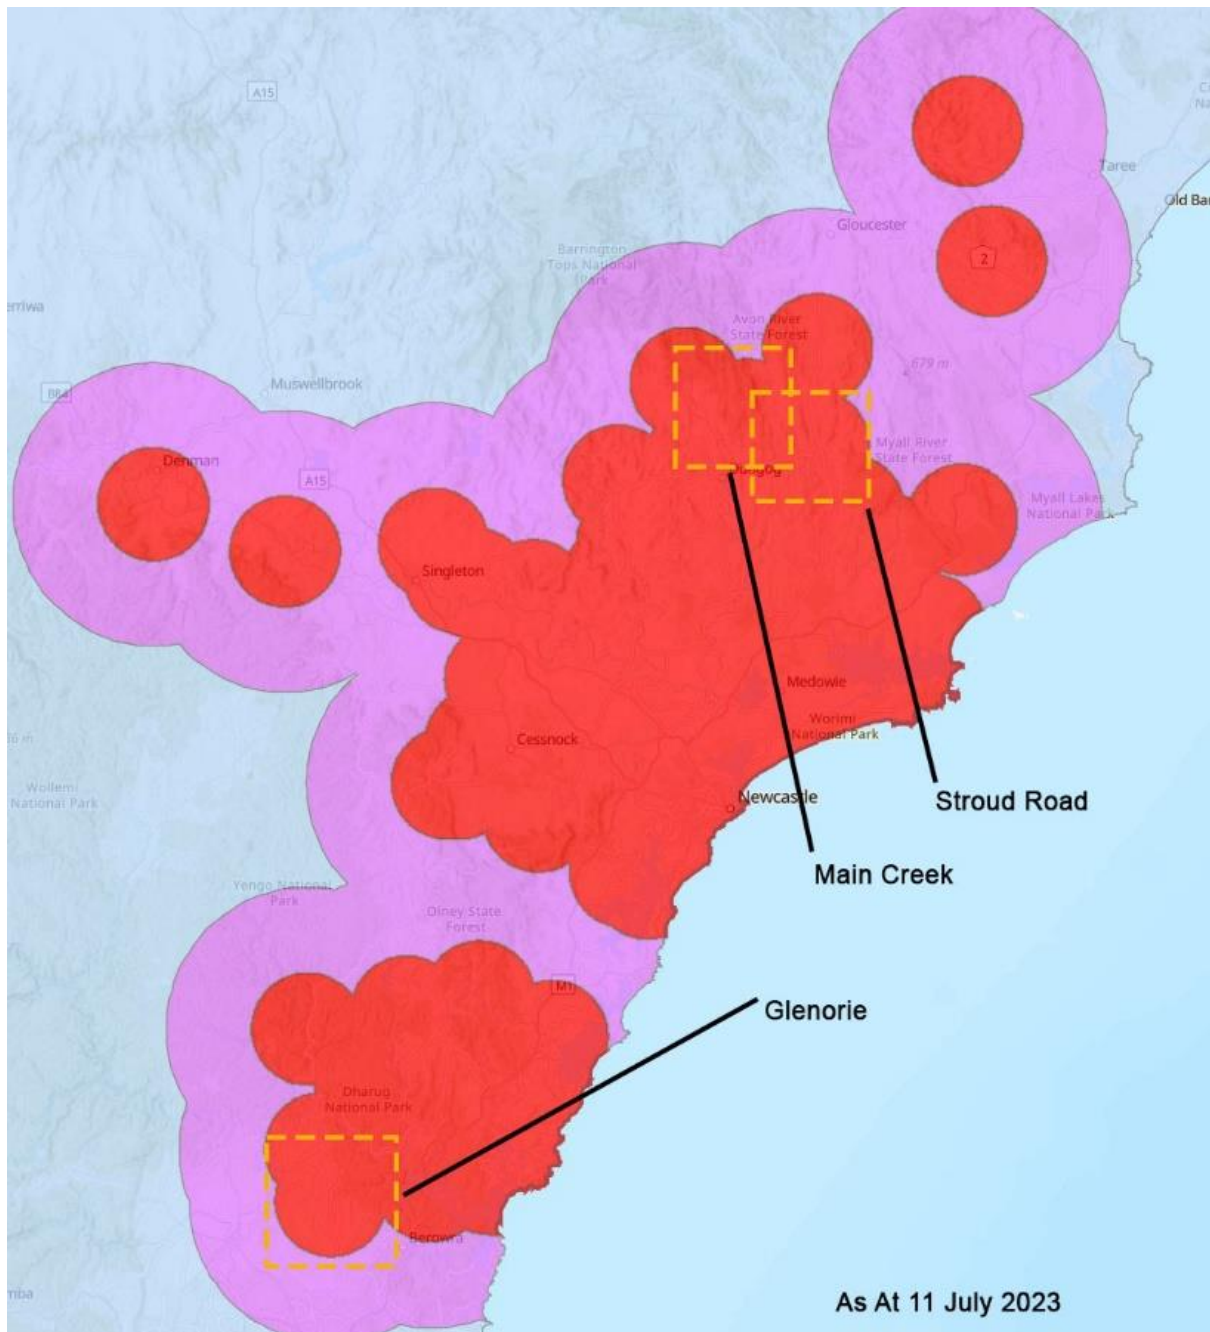 A15
Taree
Old Bar
Gloucester
Barrington
Tops National
Park
2
erriwa
Avon River
State Forest
679 m
Muswellbrook
B84
Myall River
State Forest
Denman
A15
Dungog
Myall Lakes
National Park
Singleton
Medowie
Worimi
National Park
Cessnock
Wollemi
National Park
Newcastle
Stroud Road
Main Creek
Yengo National
Park
Olney State
Forest
M1
Glenorie
Dharug
National Park
Berowra
mba
As At 11 July 2023